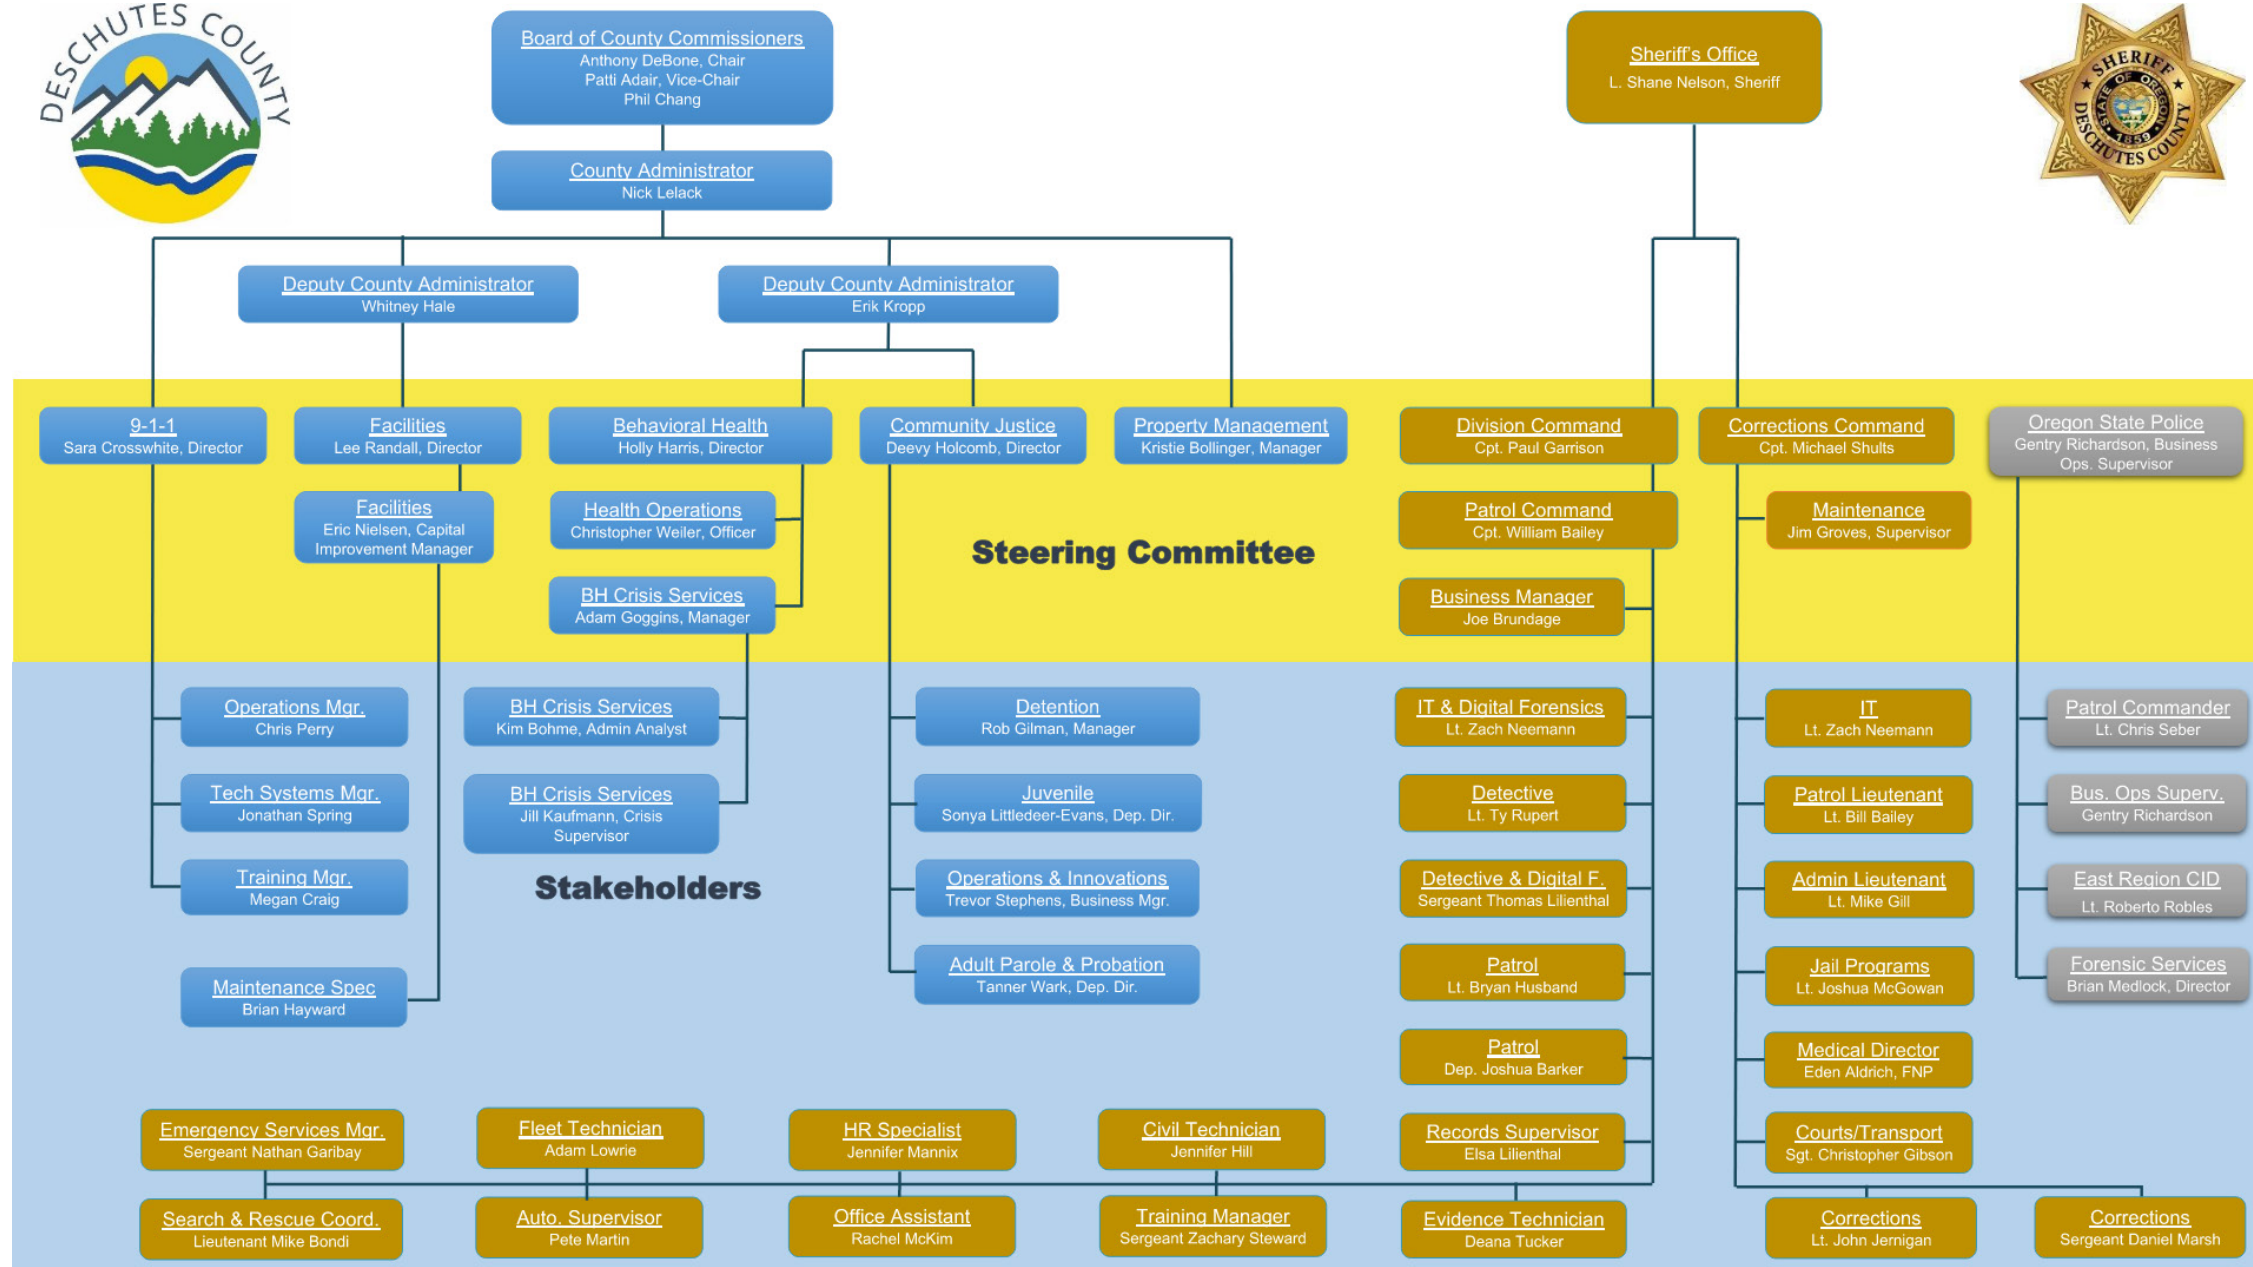 DESCHUTES COUNTY
Board of County Commissioners
Anthony DeBone, Chair
Patti Adair, Vice-Chair
Phil Chang
Sheriff's Office
L. Shane Nelson, Sheriff
SHERIFF
STATE OF OREGON
1859
DESCHUTES COUNTY
County Administrator
Nick Lelack
Deputy County Administrator
Whitney Hale
Deputy County Administrator
Erik Kropp
9-1-1
Sara Crosswhite, Director
Facilities
Lee Randall, Director
Behavioral Health
Holly Harris, Director
Community Justice
Deevy Holcomb, Director
Property Management
Kristie Bollinger, Manager
Division Command
Cpt. Paul Garrison
Corrections Command
Cpt. Michael Shults
Oregon State Police
Gentry Richardson, Business
Ops. Supervisor
Facilities
Eric Nielsen, Capital
Improvement Manager
Health Operations
Christopher Weiler, Officer
Steering Committee
Patrol Command
Cpt. William Bailey
Maintenance
Jim Groves, Supervisor
BH Crisis Services
Adam Goggins, Manager
Business Manager
Joe Brundage
Operations Mgr.
Chris Perry
BH Crisis Services
Kim Bohme, Admin Analyst
Detention
Rob Gilman, Manager
IT & Digital Forensics
Lt. Zach Neemann
IT
Lt. Zach Neemann
Patrol Commander
Lt. Chris Seber
Tech Systems Mgr.
Jonathan Spring
BH Crisis Services
Jill Kaufmann, Crisis
Supervisor
Juvenile
Sonya Littledeer-Evans, Dep. Dir.
Detective
Lt. Ty Rupert
Patrol Lieutenant
Lt. Bill Bailey
Bus. Ops Superv.
Gentry Richardson
Training Mgr.
Megan Craig
Stakeholders
Operations & Innovations
Trevor Stephens, Business Mgr.
Detective & Digital F.
Sergeant Thomas Lilienthal
Admin Lieutenant
Lt. Mike Gill
East Region CID
Lt. Roberto Robles
Maintenance Spec
Brian Hayward
Adult Parole & Probation
Tanner Wark, Dep. Dir.
Patrol
Lt. Bryan Husband
Jail Programs
Lt. Joshua McGowan
Forensic Services
Brian Medlock, Director
Patrol
Dep. Joshua Barker
Medical Director
Eden Aldrich, FNP
Emergency Services Mgr.
Sergeant Nathan Garibay
Fleet Technician
Adam Lowrie
HR Specialist
Jennifer Mannix
Civil Technician
Jennifer Hill
Records Supervisor
Elsa Lilienthal
Courts/Transport
Sgt. Christopher Gibson
Search & Rescue Coord.
Lieutenant Mike Bondi
Auto. Supervisor
Pete Martin
Office Assistant
Rachel McKim
Training Manager
Sergeant Zachary Steward
Evidence Technician
Deana Tucker
Corrections
Lt. John Jernigan
Corrections
Sergeant Daniel Marsh